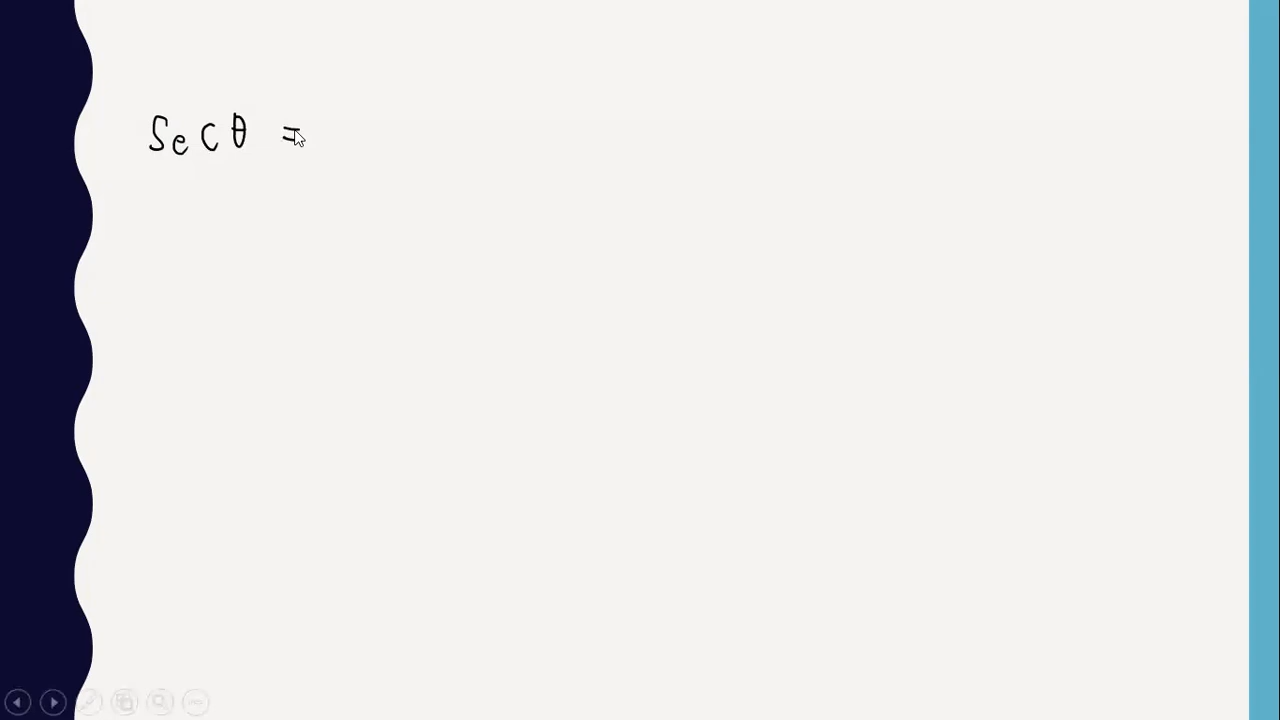 Sec θ =